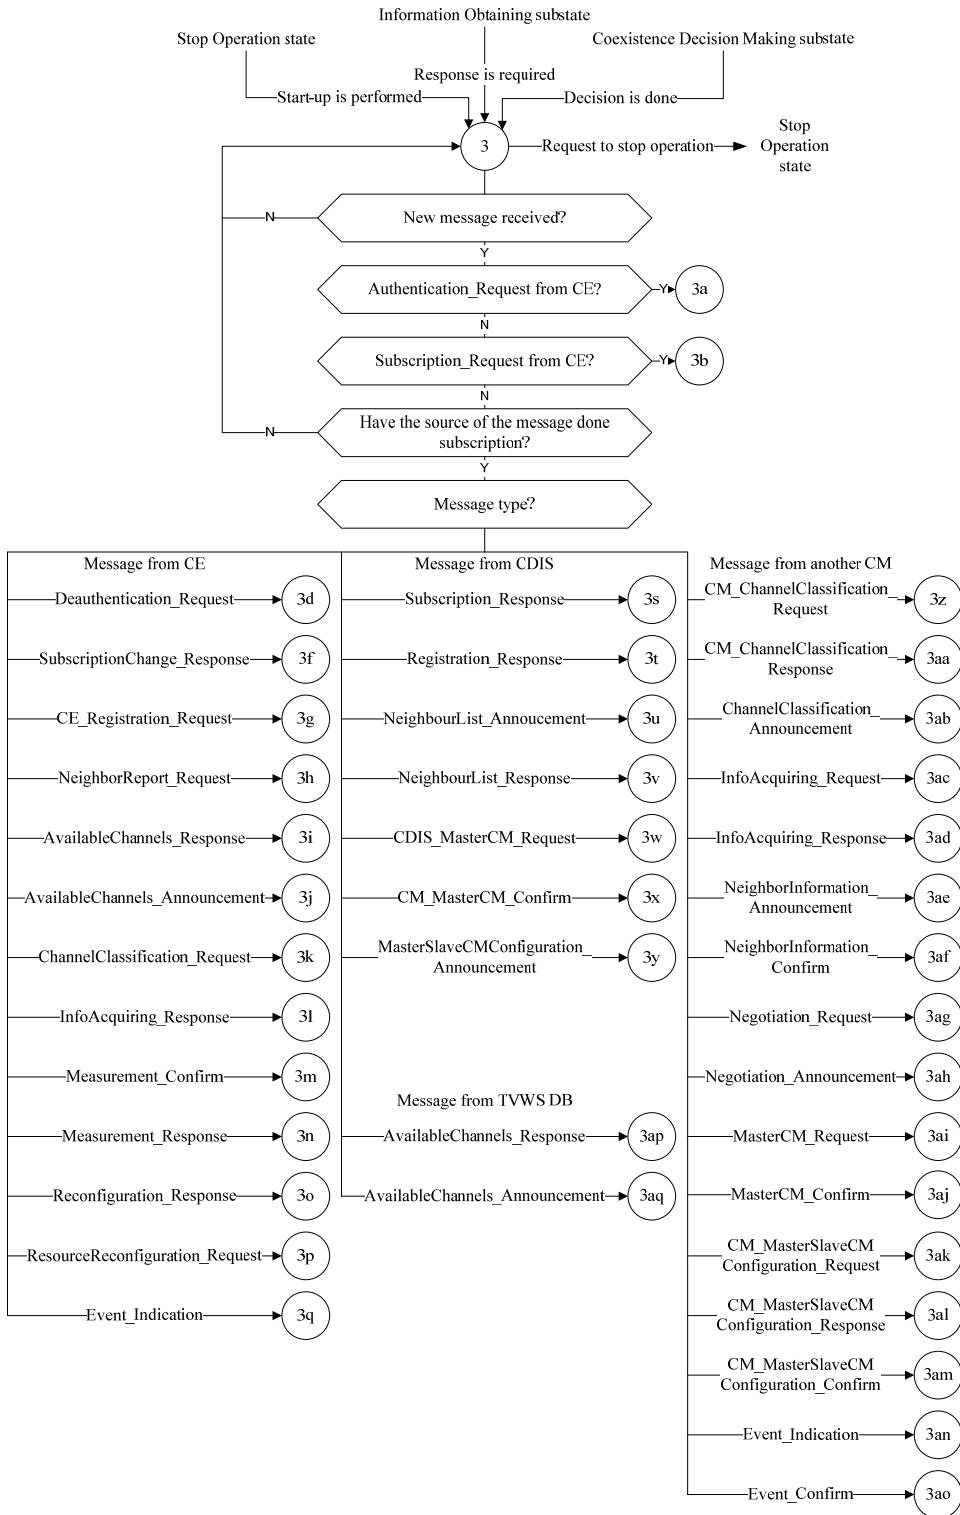 Information Obtaining substate
Stop Operation state
Coexistence Decision Making substate
Response is required
Start-up is performed
Decision is done
3
Request to stop operation
Stop
Operation
state
New message received?
N
Y
Authentication_Request from CE?
Y
3a
N
Subscription_Request from CE?
Y
3b
N
Have the source of the message done
subscription?
N
Y
Message type?
Message from CE
Deauthentication_Request
3d
SubscriptionChange_Response
3f
CE_Registration_Request
3g
NeighborReport_Request
3h
AvailableChannels_Response
3i
AvailableChannels_Announcement
3j
ChannelClassification_Request
3k
InfoAcquiring_Response
3l
Measurement_Confirm
3m
Measurement_Response
3n
Reconfiguration_Response
3o
ResourceReconfiguration_Request
3p
Event_Indication
3q
Message from CDIS
Subscription_Response
3s
Registration_Response
3t
NeighbourList_Annoucement
3u
NeighbourList_Response
3v
CDIS_MasterCM_Request
3w
CM_MasterCM_Confirm
3x
MasterSlaveCMConfiguration_
Announcement
3y
Message from TVWS DB
AvailableChannels_Response
3ap
AvailableChannels_Announcement
3aq
Message from another CM
CM_ChannelClassification_
Request
3z
CM_ChannelClassification_
Response
3aa
ChannelClassification_
Announcement
3ab
InfoAcquiring_Request
3ac
InfoAcquiring_Response
3ad
NeighborInformation_
Announcement
3ae
NeighborInformation_
Confirm
3af
Negotiation_Request
3ag
Negotiation_Announcement
3ah
MasterCM_Request
3ai
MasterCM_Confirm
3aj
CM_MasterSlaveCM
Configuration_Request
3ak
CM_MasterSlaveCM
Configuration_Response
3al
CM_MasterSlaveCM
Configuration_Confirm
3am
Event_Indication
3an
Event_Confirm
3ao